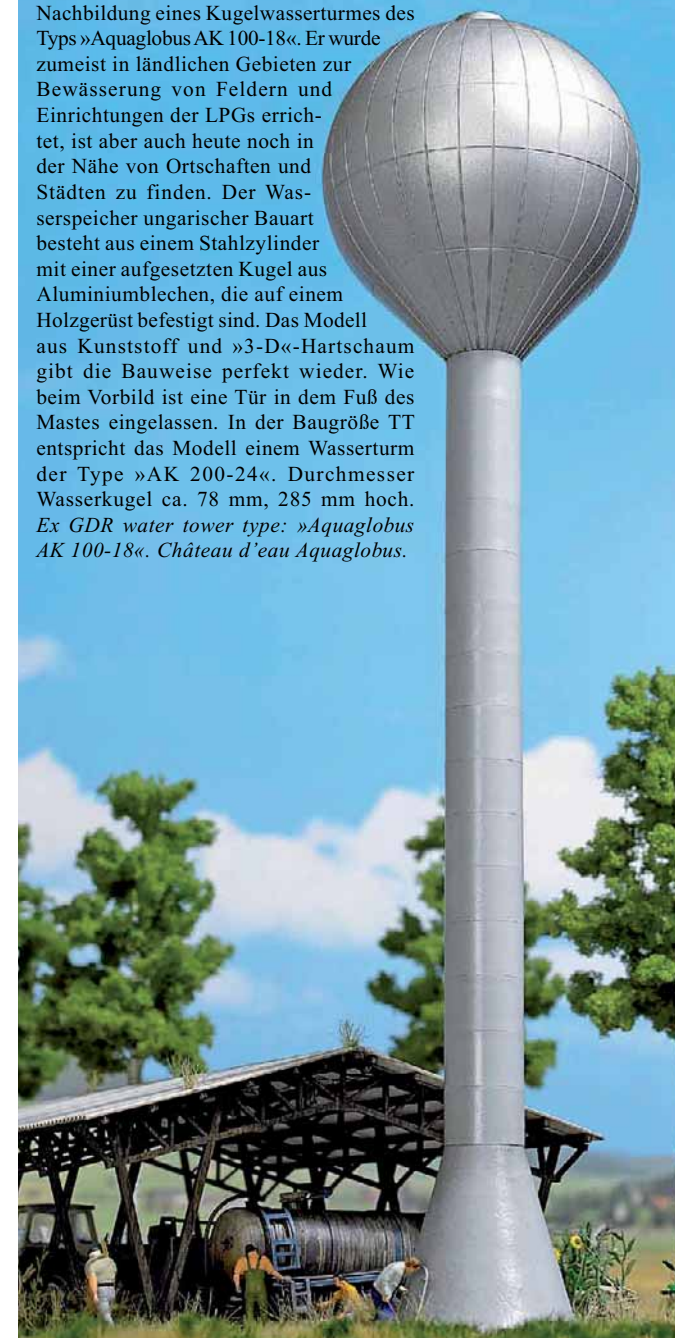 Nachbildung eines Kugelwasserturmes des
Typs »Aquaglobus AK 100-18«. Er wurde
zumeist in ländlichen Gebieten zur
Bewässerung von Feldern und
Einrichtungen der LPGs errich-
tet, ist aber auch heute noch in
der Nähe von Ortschaften und
Städten zu finden. Der Was-
serspeicher ungarischer Bauart
besteht aus einem Stahlzylinder
mit einer aufgesetzten Kugel aus
Aluminiumblechen, die auf einem
Holzgerüst befestigt sind. Das Modell
aus Kunststoff und »3-D«-Hartschaum
gibt die Bauweise perfekt wieder. Wie
beim Vorbild ist eine Tür in dem Fuß des
Mastes eingelassen. In der Baugröße TT
entspricht das Modell einem Wasserturm
der Type »AK 200-24«. Durchmesser
Wasserkugel ca. 78 mm, 285 mm hoch.
Ex GDR water tower type: »Aquaglobus
AK 100-18«. Château d'eau Aquaglobus.